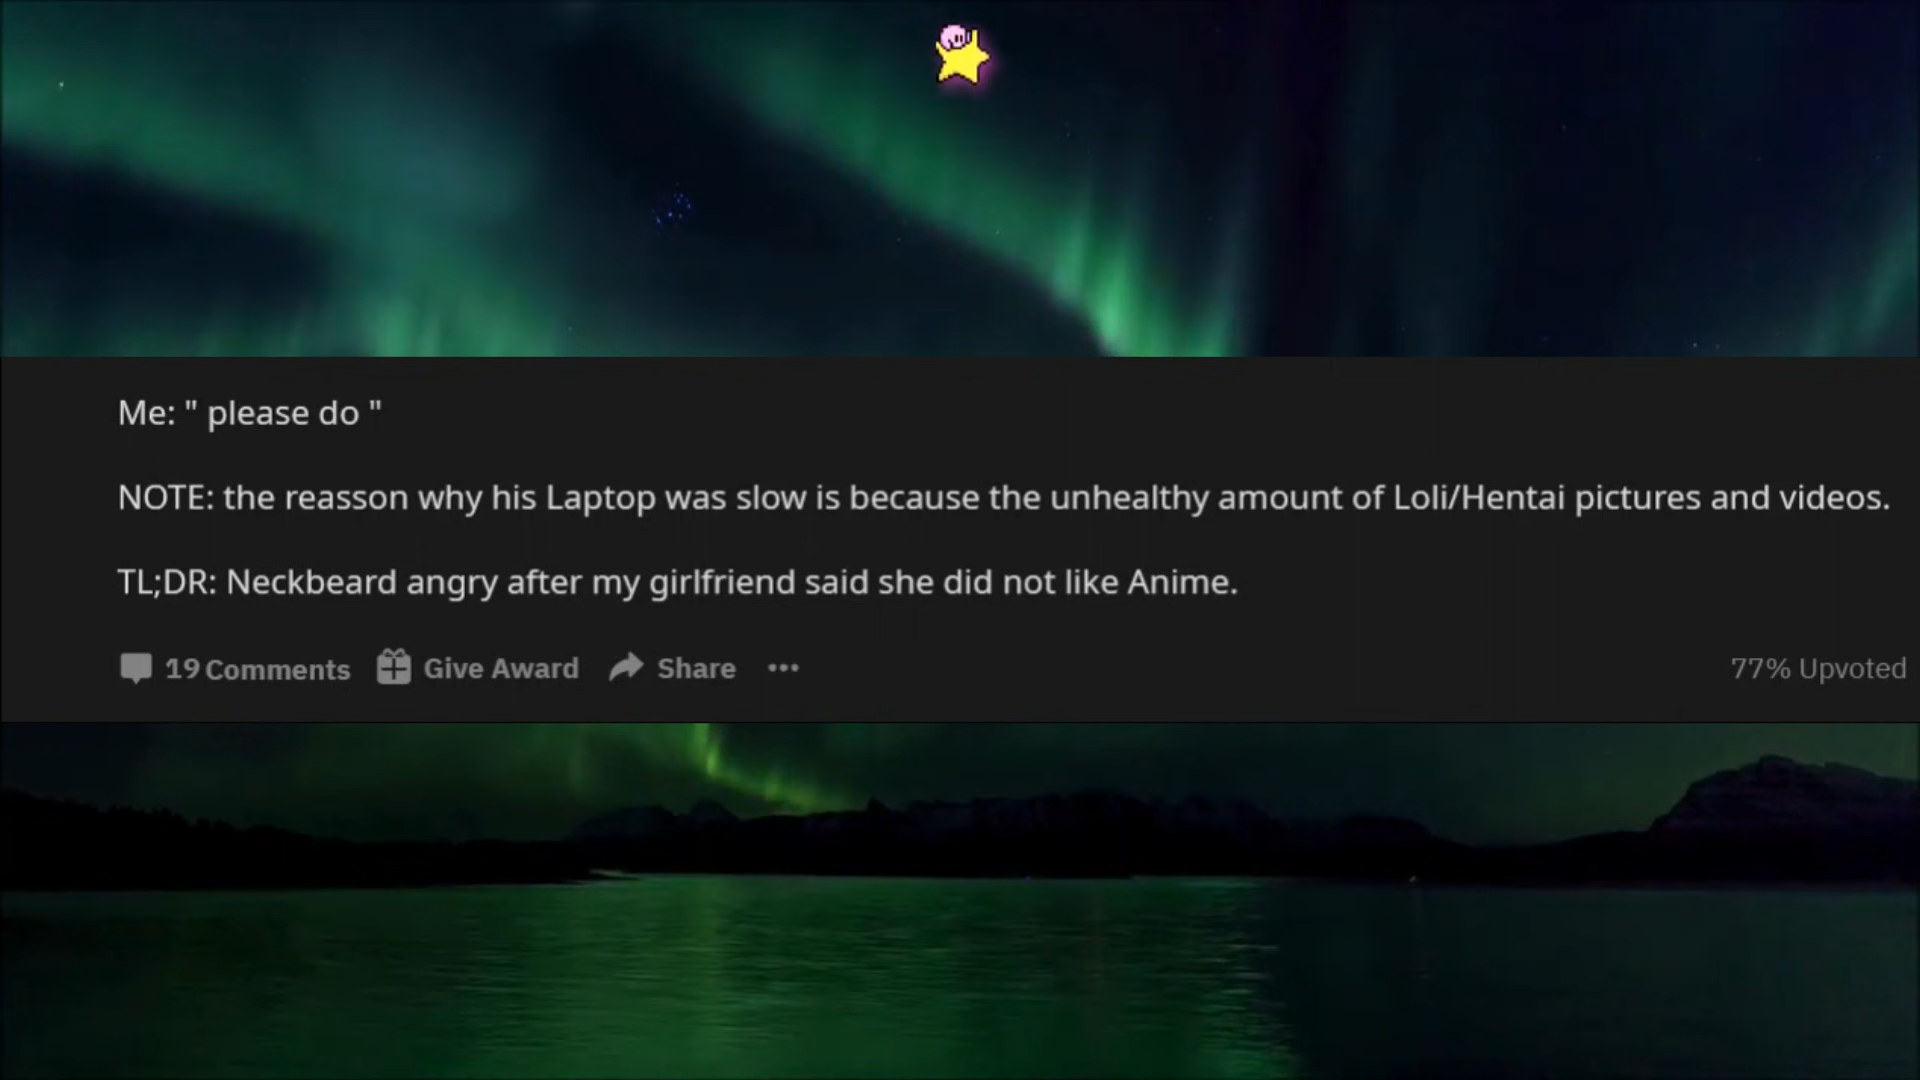 Me: " please do "
NOTE: the reasson why his Laptop was slow is because the unhealthy amount of Loli/Hentai pictures and videos.
TL;DR: Neckbeard angry after my girlfriend said she did not like Anime.
19 Comments Give Award Share ••• 77% Upvoted